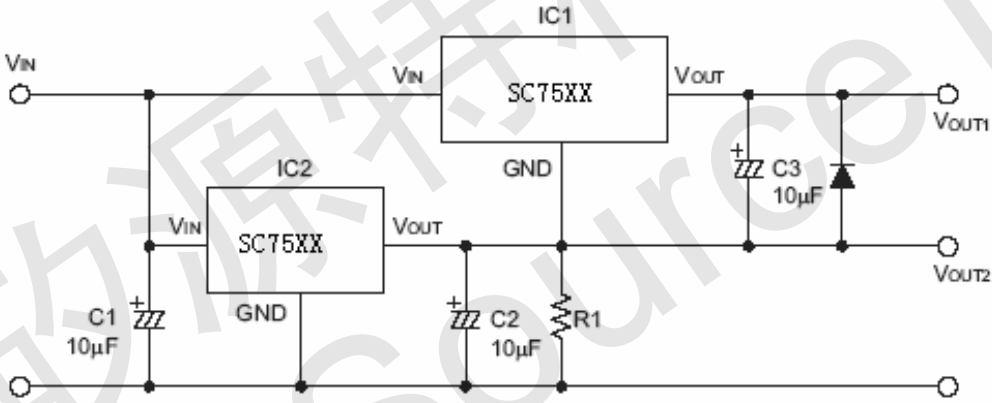 IC1
VIN
VIN
SC75XX
VOUT
VOUT1
GND
+
C3
10μF
IC2
VIN
SC75XX
VOUT
VOUT2
GND
+
C1
10μF
+
C2
10μF
R1
source